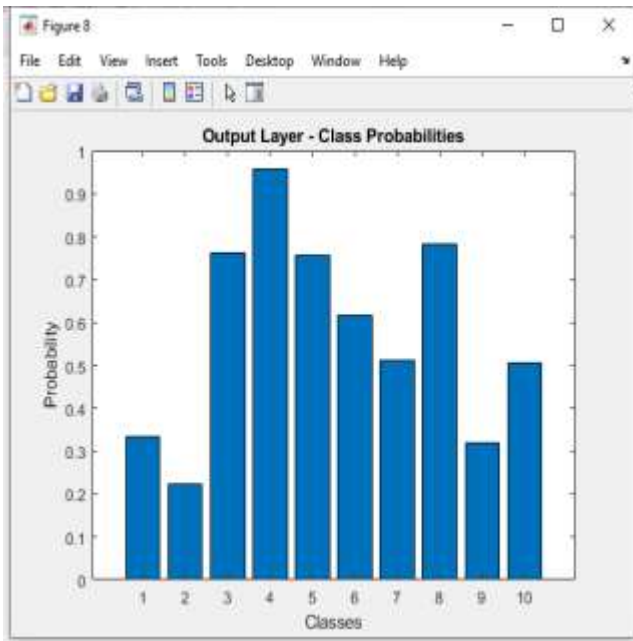 Figure 8
File Edit View Insert Tools Desktop Window Help
Output Layer - Class Probabilities
Probability
1
0.9
0.8
0.7
0.6
0.5
0.4
0.3
0.2
0.1
0
1 2 3 4 5 6 7 8 9 10
Classes